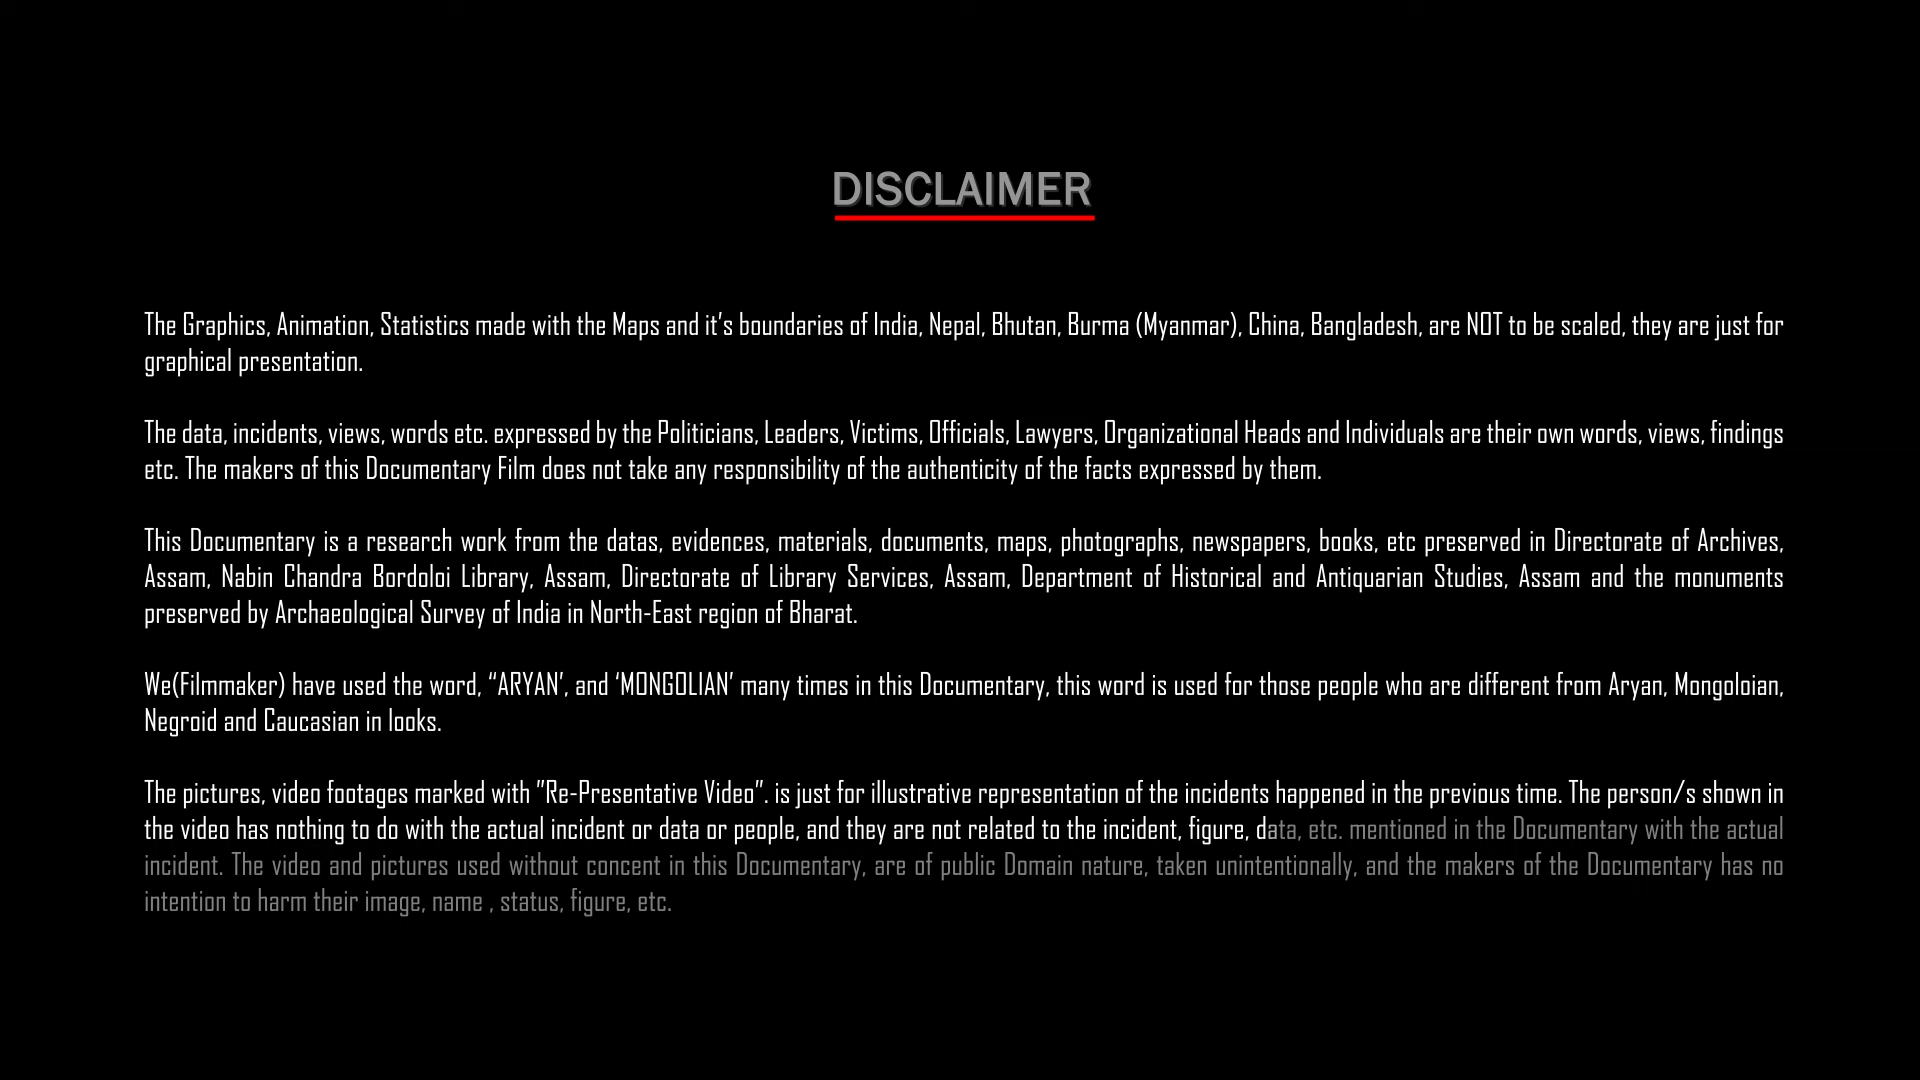 DISCLAIMER
The Graphics, Animation, Statistics made with the Maps and it's boundaries of India, Nepal, Bhutan, Burma (Myanmar), China, Bangladesh, are NOT to be scaled, they are just for
graphical presentation.
The data, incidents, views, words etc. expressed by the Politicians, Leaders, Victims, Officials, Lawyers, Organizational Heads and Individuals are their own words, views, findings
etc. The makers of this Documentary Film does not take any responsibility of the authenticity of the facts expressed by them.
This Documentary is a research work from the datas, evidences, materials, documents, maps, photographs, newspapers, books, etc preserved in Directorate of Archives,
Assam, Nabin Chandra Bordoloi Library, Assam, Directorate of Library Services, Assam, Department of Historical and Antiquarian Studies, Assam and the monuments
preserved by Archaeological Survey of India in North-East region of Bharat.
We(Filmmaker) have used the word, “ARYAN’, and ‘MONGOLIAN’ many times in this Documentary, this word is used for those people who are different from Aryan, Mongoloian,
Negroid and Caucasian in looks.
The pictures, video footages marked with ”Re-Presentative Video”. is just for illustrative representation of the incidents happened in the previous time. The person/s shown in
the video has nothing to do with the actual incident or data or people, and they are not related to the incident, figure, data, etc. mentioned in the Documentary with the actual
incident. The video and pictures used without concent in this Documentary, are of public Domain nature, taken unintentionally, and the makers of the Documentary has no
intention to harm their image, name , status, figure, etc.